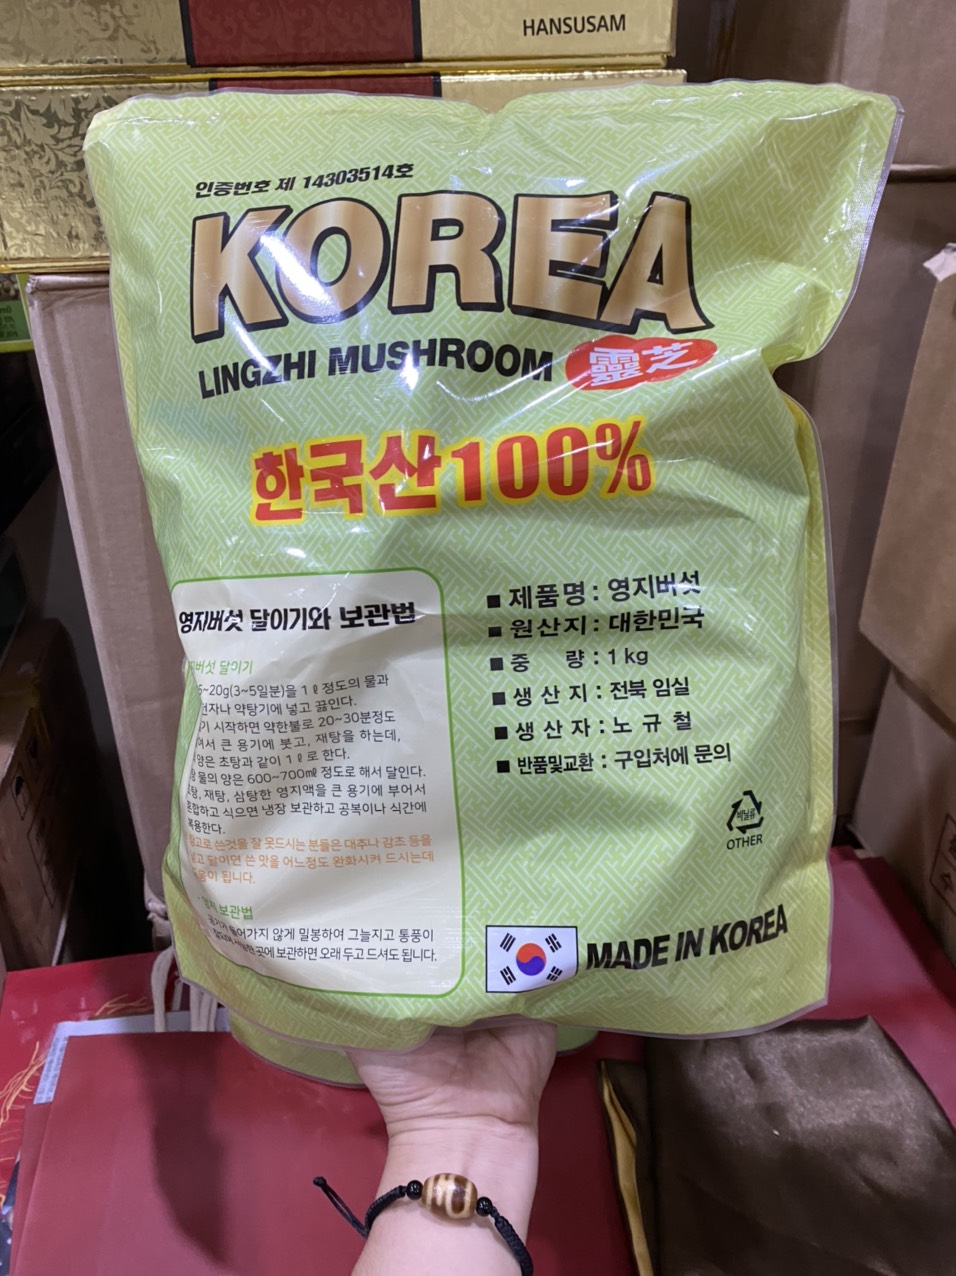 HANSUSAM
인증번호 제 14303514호
KOREA
LINGZHI MUSHROOM 靈芝
한국산100%
영지버섯 달이기와 보관법
버섯 달이기
5~20g(3~5일분)을 1ℓ 정도의 물과
약탕기에 넣고 끓인다.
시작하면 약한불로 20~30분정도
큰 용기에 붓고, 재탕을 하는데,
양은 초탕과 같이 1ℓ로 한다.
물의 양은 600~700㎖ 정도로 해서 달인다.
재탕, 삼탕한 영지액을 큰 용기에 부어서
식으면 냉장 보관하고 공복이나 식간에
복용한다.
쓴것을 잘 못드시는 분들은 대추나 감초 등을
달이면 쓴 맛을 어느정도 완화시켜 드시는데
됩니다.
보관법
들어가지 않게 밀봉하여 그늘지고 통풍이
곳에 보관하면 오래 두고 드셔도 됩니다.
■ 제품명 : 영지버섯
■ 원산지 : 대한민국
■ 중 량 : 1 kg
■ 생 산 지 : 전북 임실
■ 생 산 자 : 노 규 철
■ 반품및교환 : 구입처에 문의
비닐류
OTHER
MADE IN KOREA